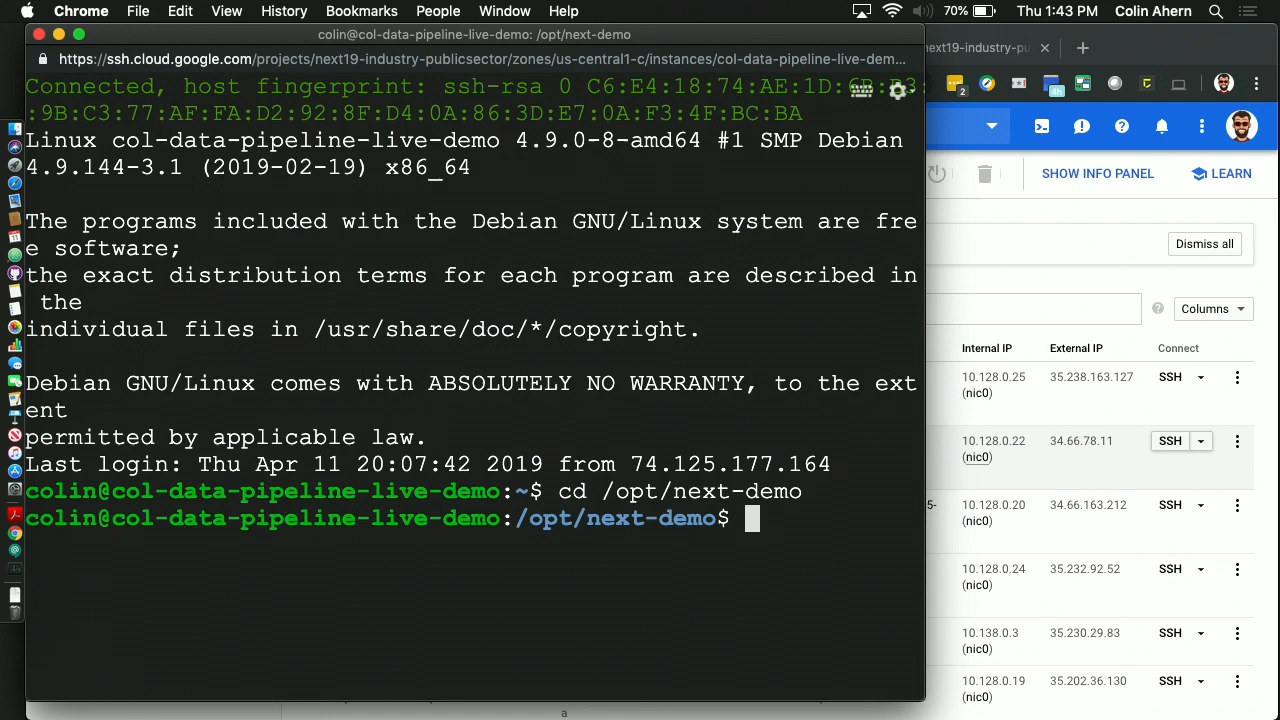 Chrome File Edit View History Bookmarks People Window Help 70% Thu 1:43 PM Colin Ahern
colin@col-data-pipeline-live-demo: /opt/next-demo
https://ssh.cloud.google.com/projects/next19-industry-publicsector/zones/us-central1-c/instances/col-data-pipeline-live-dem...
Connected, host fingerprint: ssh-rsa 0 C6:E4:18:74:AE:1D:
:9B:C3:77:AF:FA:D2:92:8F:D4:0A:86:3D:E7:0A:F3:4F:BC:BA
Linux col-data-pipeline-live-demo 4.9.0-8-amd64 #1 SMP Debian
4.9.144-3.1 (2019-02-19) x86_64
The programs included with the Debian GNU/Linux system are fre
e software;
the exact distribution terms for each program are described in
the
individual files in /usr/share/doc/*/copyright.
Debian GNU/Linux comes with ABSOLUTELY NO WARRANTY, to the ext
ent
permitted by applicable law.
Last login: Thu Apr 11 20:07:42 2019 from 74.125.177.164
colin@col-data-pipeline-live-demo:~$ cd /opt/next-demo
colin@col-data-pipeline-live-demo:/opt/next-demo$
next19-industry-pu
2
4h
SHOW INFO PANEL LEARN
Dismiss all
Columns
Internal IP External IP Connect
10.128.0.25 35.238.163.127 SSH
(nic0)
10.128.0.22 34.66.78.11 SSH
(nic0)
5- 10.128.0.20 34.66.163.212 SSH
(nic0)
10.128.0.24 35.232.92.52 SSH
(nic0)
10.138.0.3 35.230.29.83 SSH
(nic0)
10.128.0.19 35.202.36.130 SSH
(nic0)
a